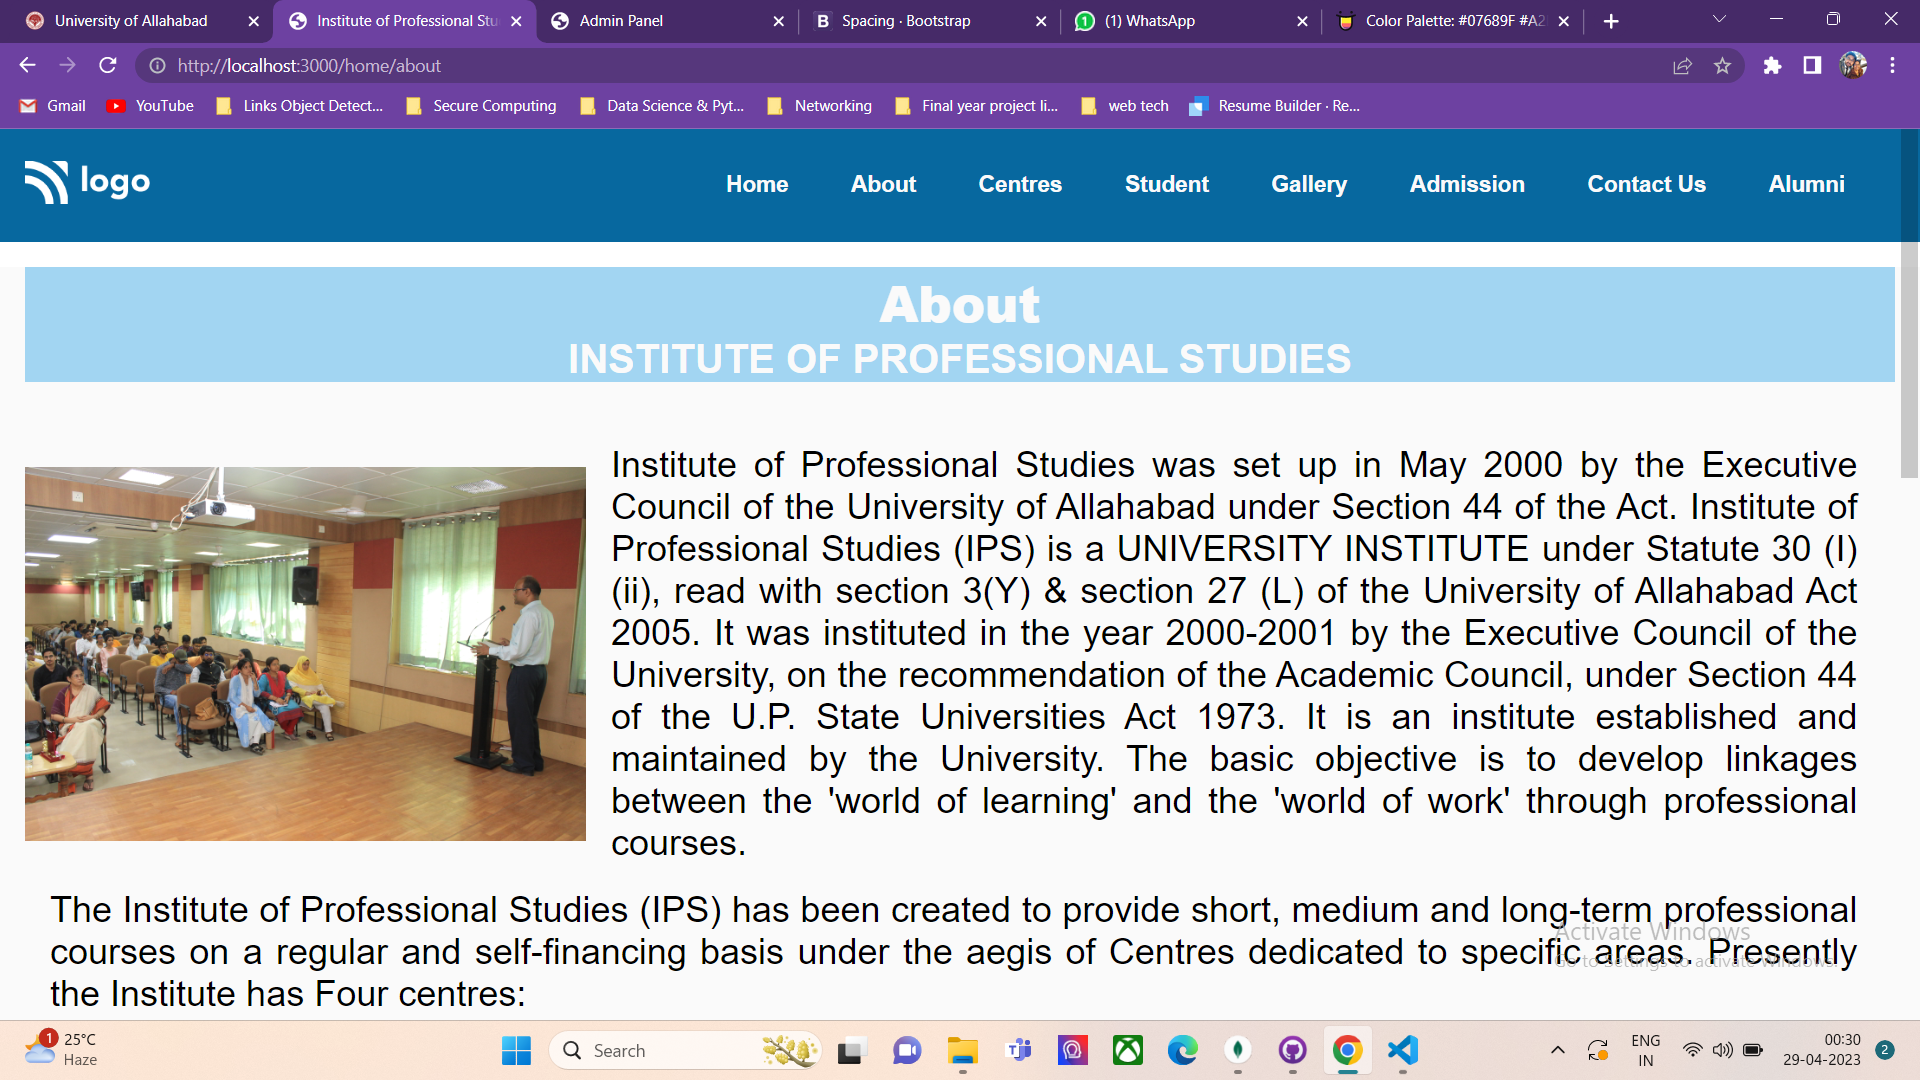 University of Allahabad
Institute of Professional Stu
Admin Panel
B Spacing · Bootstrap
(1) WhatsApp
Color Palette: #07689F #A2
http://localhost:3000/home/about
Gmail
YouTube
Links Object Detect...
Secure Computing
Data Science & Pyt...
Networking
Final year project li...
web tech
Resume Builder · Re...
logo
Home
About
Centres
Student
Gallery
Admission
Contact Us
Alumni
About
INSTITUTE OF PROFESSIONAL STUDIES
Institute of Professional Studies was set up in May 2000 by the Executive
Council of the University of Allahabad under Section 44 of the Act. Institute of
Professional Studies (IPS) is a UNIVERSITY INSTITUTE under Statute 30 (I)
(ii), read with section 3(Y) & section 27 (L) of the University of Allahabad Act
2005. It was instituted in the year 2000-2001 by the Executive Council of the
University, on the recommendation of the Academic Council, under Section 44
of the U.P. State Universities Act 1973. It is an institute established and
maintained by the University. The basic objective is to develop linkages
between the 'world of learning' and the 'world of work' through professional
courses.
The Institute of Professional Studies (IPS) has been created to provide short, medium and long-term professional
courses on a regular and self-financing basis under the aegis of Centres dedicated to specific areas. Presently
the Institute has Four centres:
Activate Windows
Go to Settings to activate Windows.
1
25°C
Haze
Search
ENG
IN
00:30
29-04-2023
2